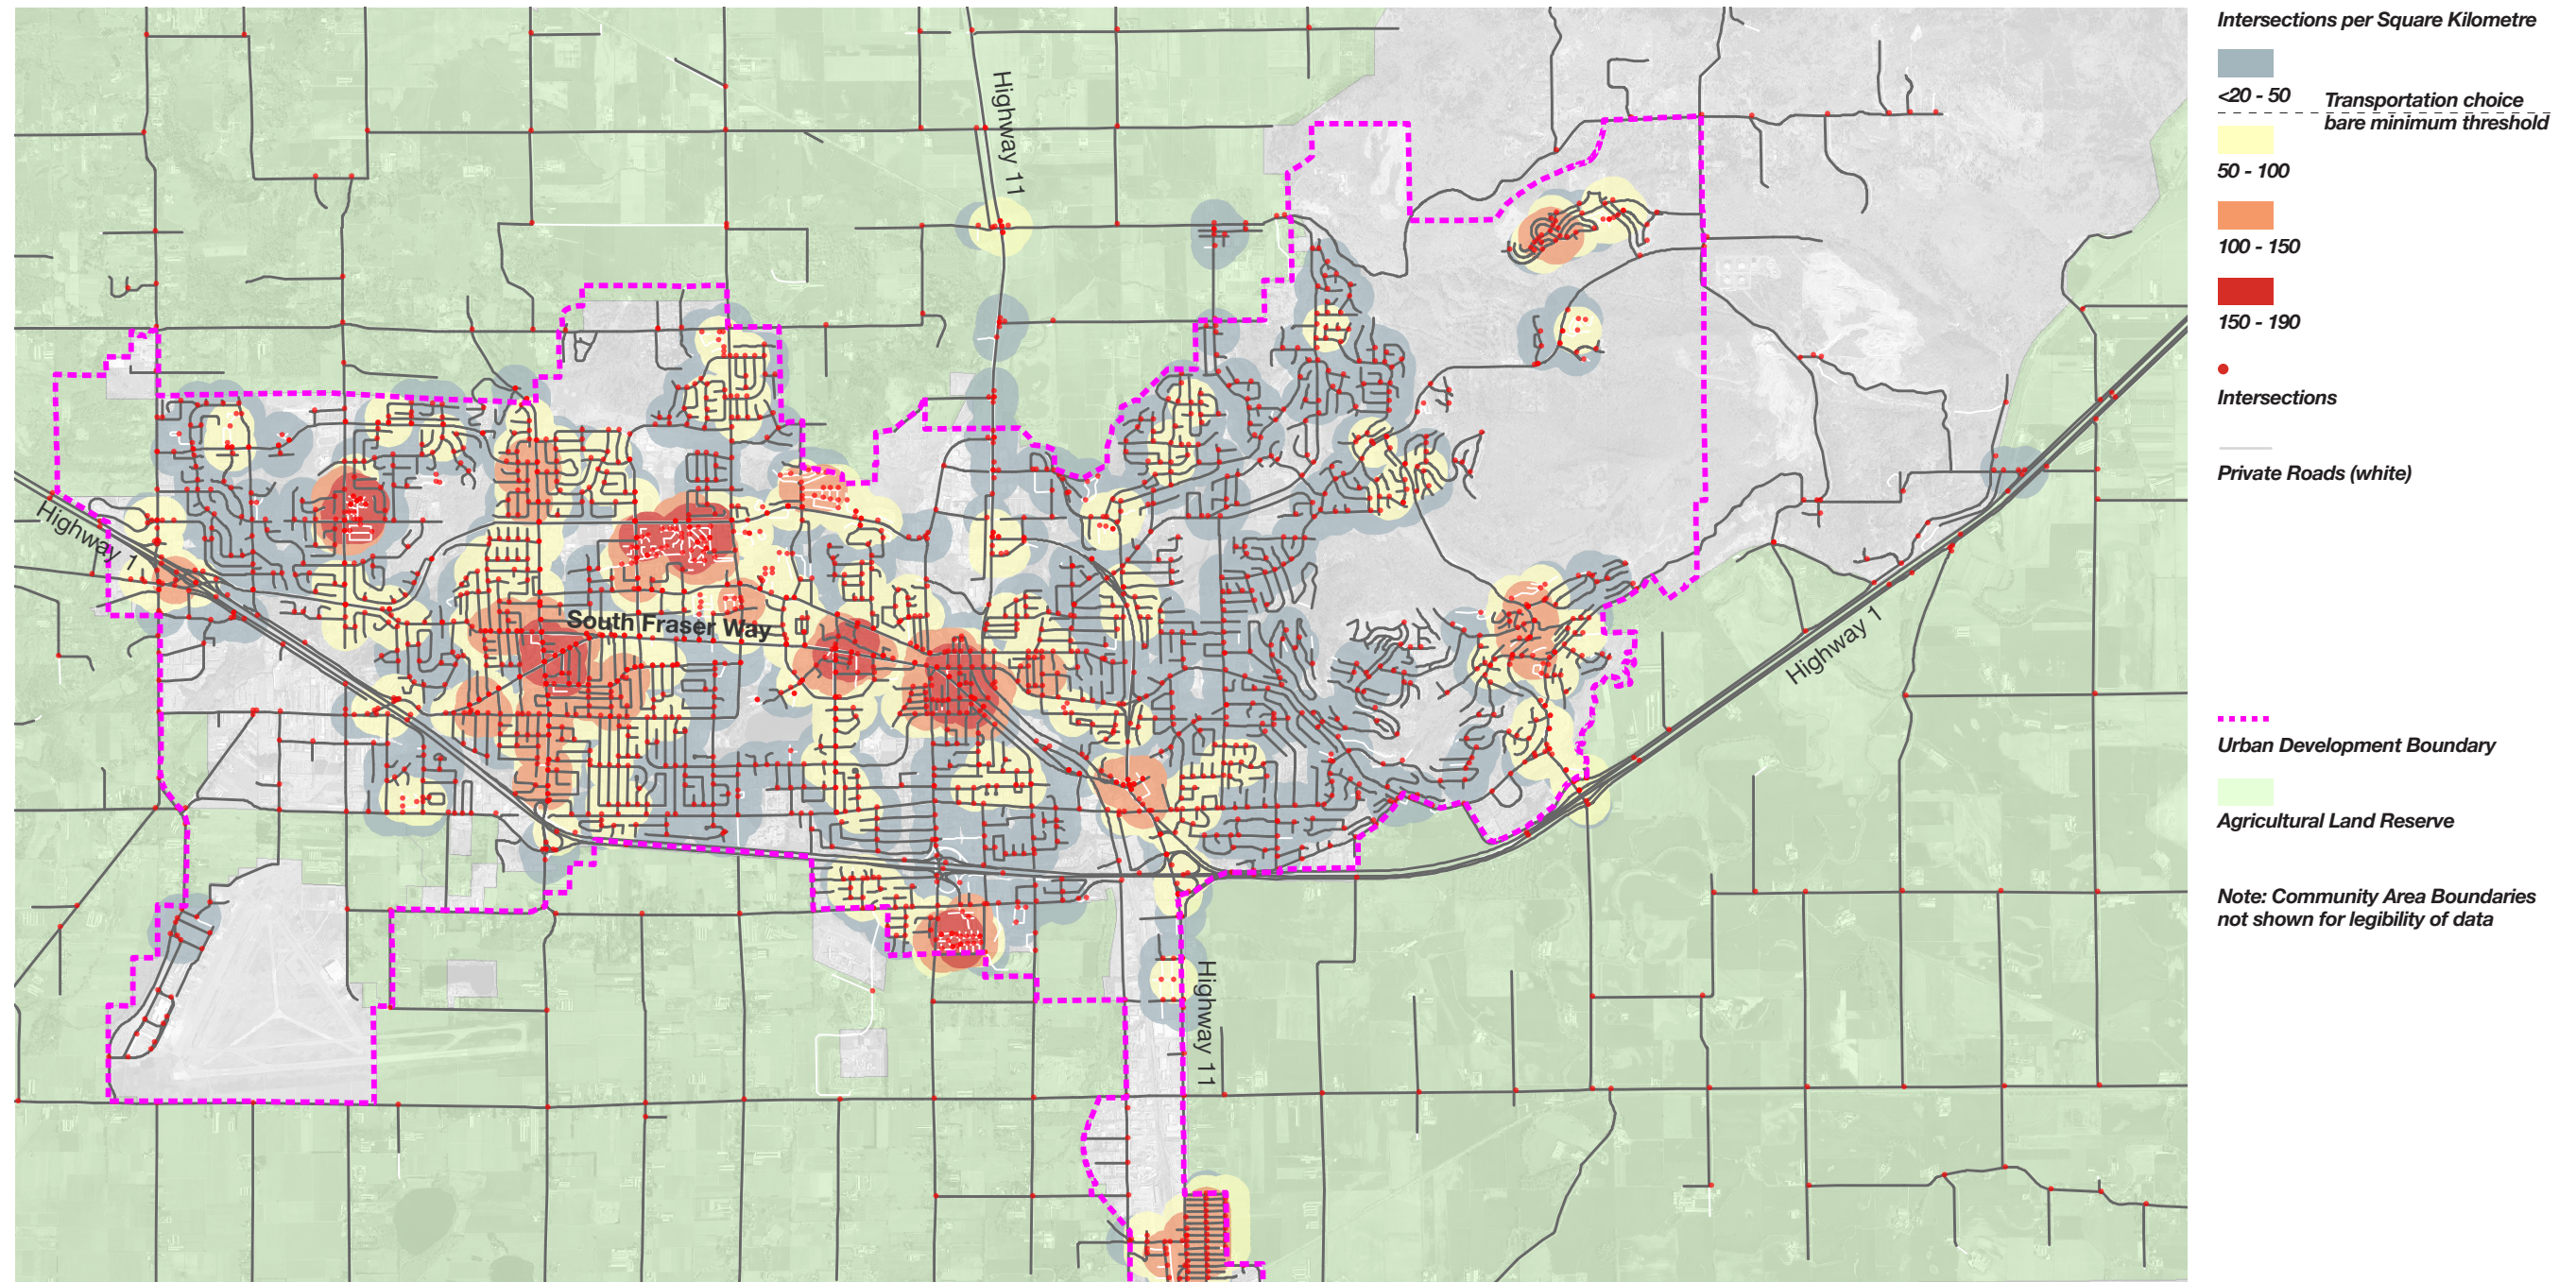 Intersections per Square Kilometre
<20 - 50
Transportation choice
bare minimum threshold
50 - 100
100 - 150
150 - 190
Intersections
Private Roads (white)
Urban Development Boundary
Agricultural Land Reserve
Note: Community Area Boundaries
not shown for legibility of data
Highway 11
Highway 1
South Fraser Way
Highway 1
Highway 11